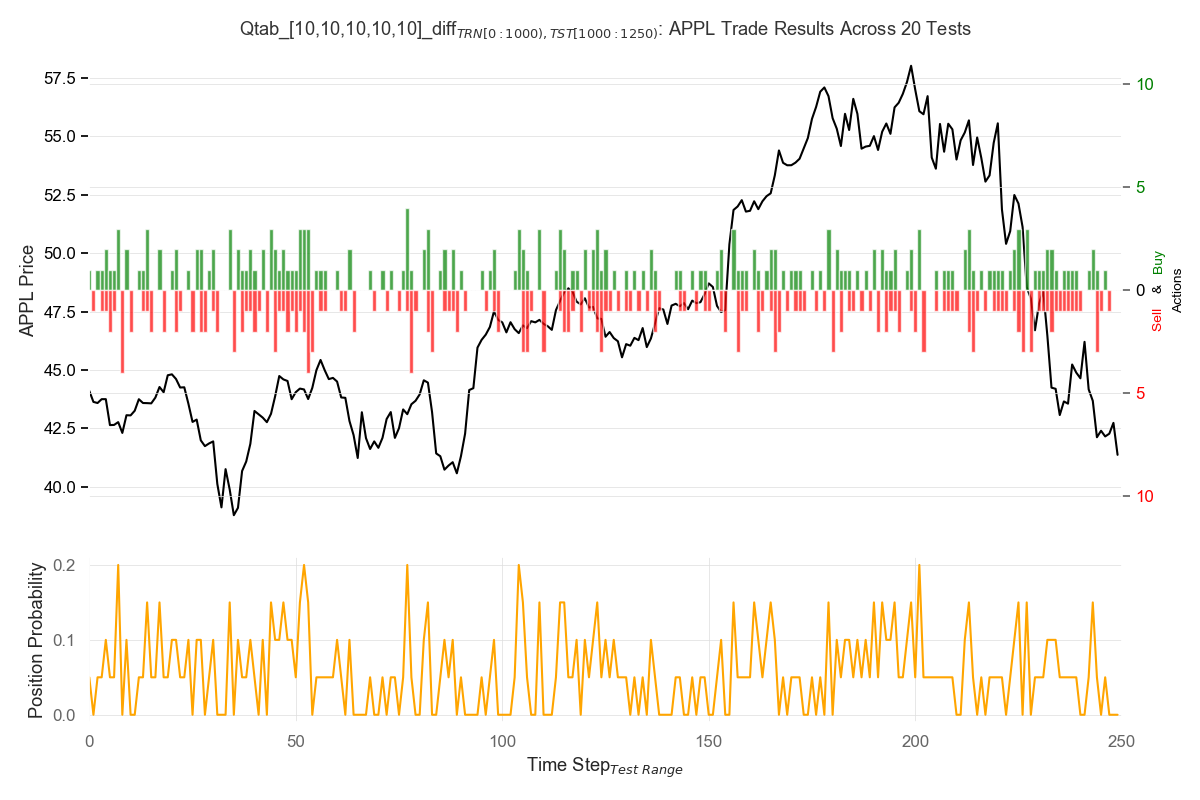 Qtab_[10,10,10,10,10]_diff_TRN[0:1000),TST[1000:1250): APPL Trade Results Across 20 Tests
57.5
55.0
52.5
50.0
47.5
45.0
42.5
40.0
APPL Price
10
5
0
5
10
Sell & Buy
Actions
0.2
0.1
0.0
Position Probability
0 50 100 150 200 250
Time Step Test Range